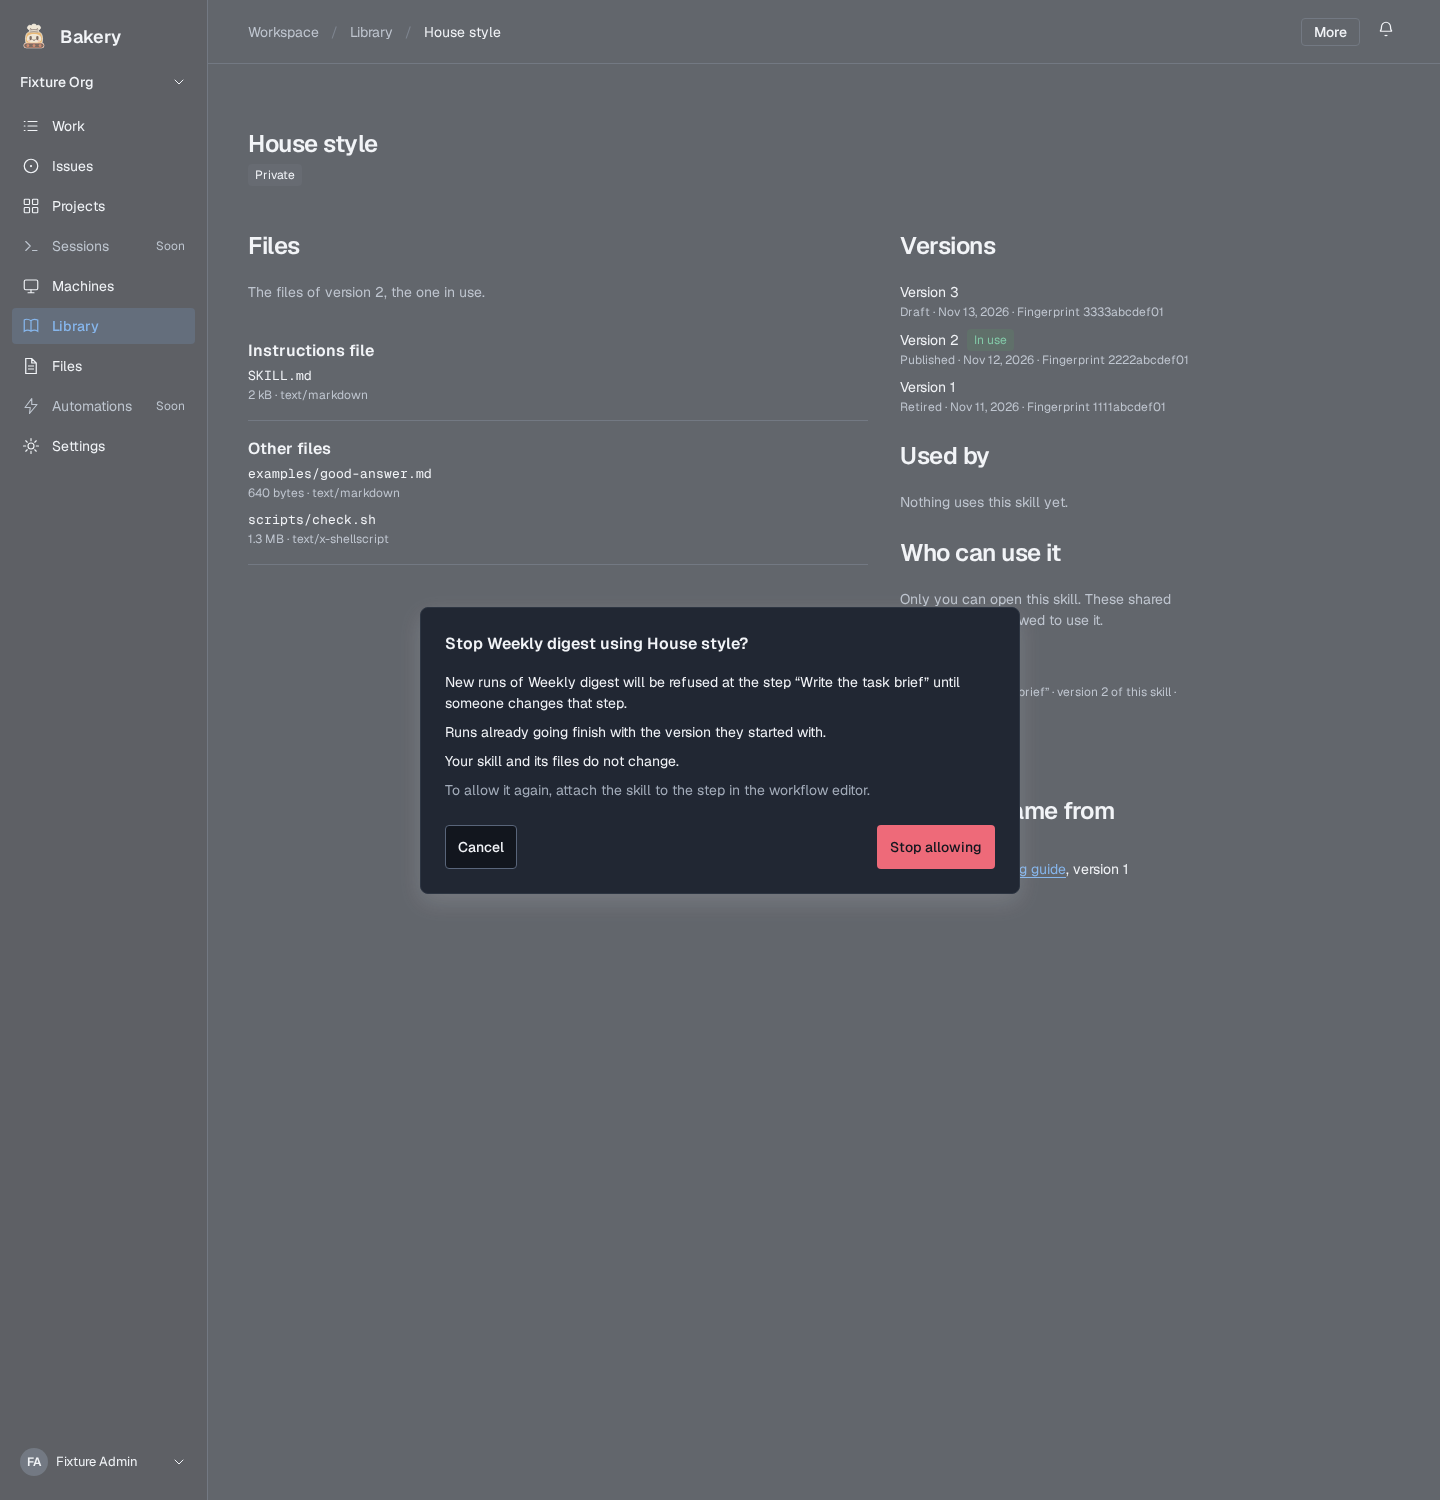 Bakery
Fixture Org
Work
Issues
Projects
Sessions Soon
Machines
Library
Files
Automations Soon
Settings
FA Fixture Admin
Workspace / Library / House style
More
House style
Private
Files
The files of version 2, the one in use.
Instructions file
SKILL.md
2 kB · text/markdown
Other files
examples/good-answer.md
640 bytes · text/markdown
scripts/check.sh
1.3 MB · text/x-shellscript
Versions
Version 3
Draft · Nov 13, 2026 · Fingerprint 3333abcdef01
Version 2 In use
Published · Nov 12, 2026 · Fingerprint 2222abcdef01
Version 1
Retired · Nov 11, 2026 · Fingerprint 1111abcdef01
Used by
Nothing uses this skill yet.
Who can use it
Only you can open this skill. These shared
to use it.
brief” · version 2 of this skill ·
from
guide, version 1
Stop Weekly digest using House style?
New runs of Weekly digest will be refused at the step “Write the task brief” until
someone changes that step.
Runs already going finish with the version they started with.
Your skill and its files do not change.
To allow it again, attach the skill to the step in the workflow editor.
Cancel
Stop allowing